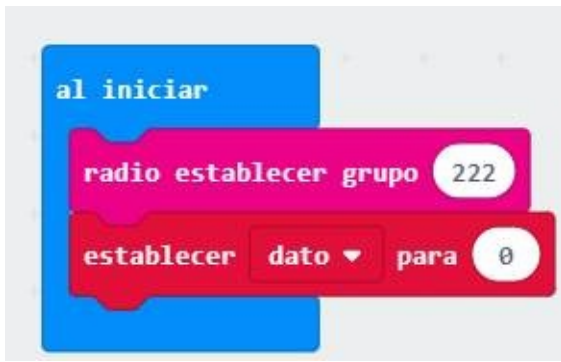 al iniciar
radio establecer grupo 222
establecer dato para 0